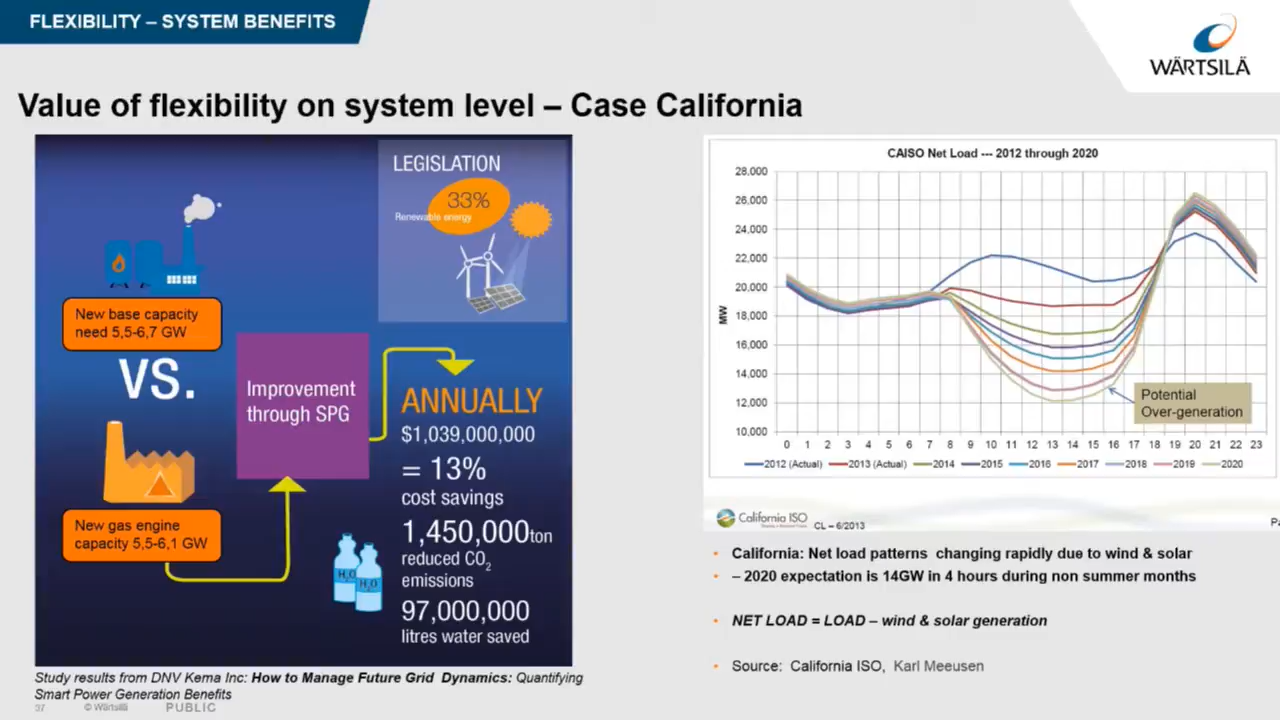 FLEXIBILITY – SYSTEM BENEFITS
WÄRTSILÄ
Value of flexibility on system level – Case California
LEGISLATION
33%
Renewable energy
New base capacity
need 5,5-6,7 GW
VS.
Improvement
through SPG
New gas engine
capacity 5,5-6,1 GW
ANNUALLY
$1,039,000,000
= 13%
cost savings
1,450,000ton
reduced CO2
emissions
H2O
H2O
97,000,000
litres water saved
Study results from DNV Kema Inc: How to Manage Future Grid Dynamics: Quantifying
Smart Power Generation Benefits
37 © Wärtsilä PUBLIC
CAISO Net Load --- 2012 through 2020
28,000
26,000
24,000
22,000
20,000
18,000
16,000
14,000
12,000
10,000
MW
Potential
Over-generation
0 1 2 3 4 5 6 7 8 9 10 11 12 13 14 15 16 17 18 19 20 21 22 23
2012 (Actual) 2013 (Actual) 2014 2015 2016 2017 2018 2019 2020
California ISO
CL – 6/2013
Pa
• California: Net load patterns changing rapidly due to wind & solar
• – 2020 expectation is 14GW in 4 hours during non summer months
• NET LOAD = LOAD – wind & solar generation
• Source: California ISO, Karl Meeusen